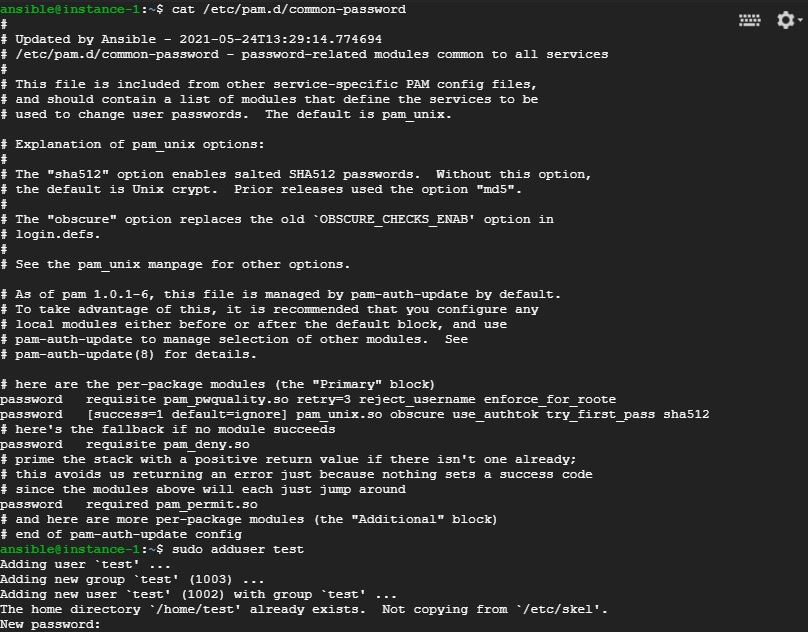 ansible@instance-1:~$ cat /etc/pam.d/common-password
#
# Updated by Ansible - 2021-05-24T13:29:14.774694
# /etc/pam.d/common-password - password-related modules common to all services
#
# This file is included from other service-specific PAM config files,
# and should contain a list of modules that define the services to be
# used to change user passwords.  The default is pam_unix.

# Explanation of pam_unix options:
#
# The "sha512" option enables salted SHA512 passwords.  Without this option,
# the default is Unix crypt.  Prior releases used the option "md5".
#
# The "obscure" option replaces the old `OBSCURE_CHECKS_ENAB' option in
# login.defs.
#
# See the pam_unix manpage for other options.

# As of pam 1.0.1-6, this file is managed by pam-auth-update by default.
# To take advantage of this, it is recommended that you configure any
# local modules either before or after the default block, and use
# pam-auth-update to manage selection of other modules.  See
# pam-auth-update(8) for details.

# here are the per-package modules (the "Primary" block)
password   requisite pam_pwquality.so retry=3 reject_username enforce_for_roote
password   [success=1 default=ignore] pam_unix.so obscure use_authtok try_first_pass sha512
# here's the fallback if no module succeeds
password   requisite pam_deny.so
# prime the stack with a positive return value if there isn't one already;
# this avoids us returning an error just because nothing sets a success code
# since the modules above will each just jump around
password   required pam_permit.so
# and here are more per-package modules (the "Additional" block)
# end of pam-auth-update config
ansible@instance-1:~$ sudo adduser test
Adding user `test' ...
Adding new group `test' (1003) ...
Adding new user `test' (1002) with group `test' ...
The home directory `/home/test' already exists.  Not copying from `/etc/skel'.
New password: